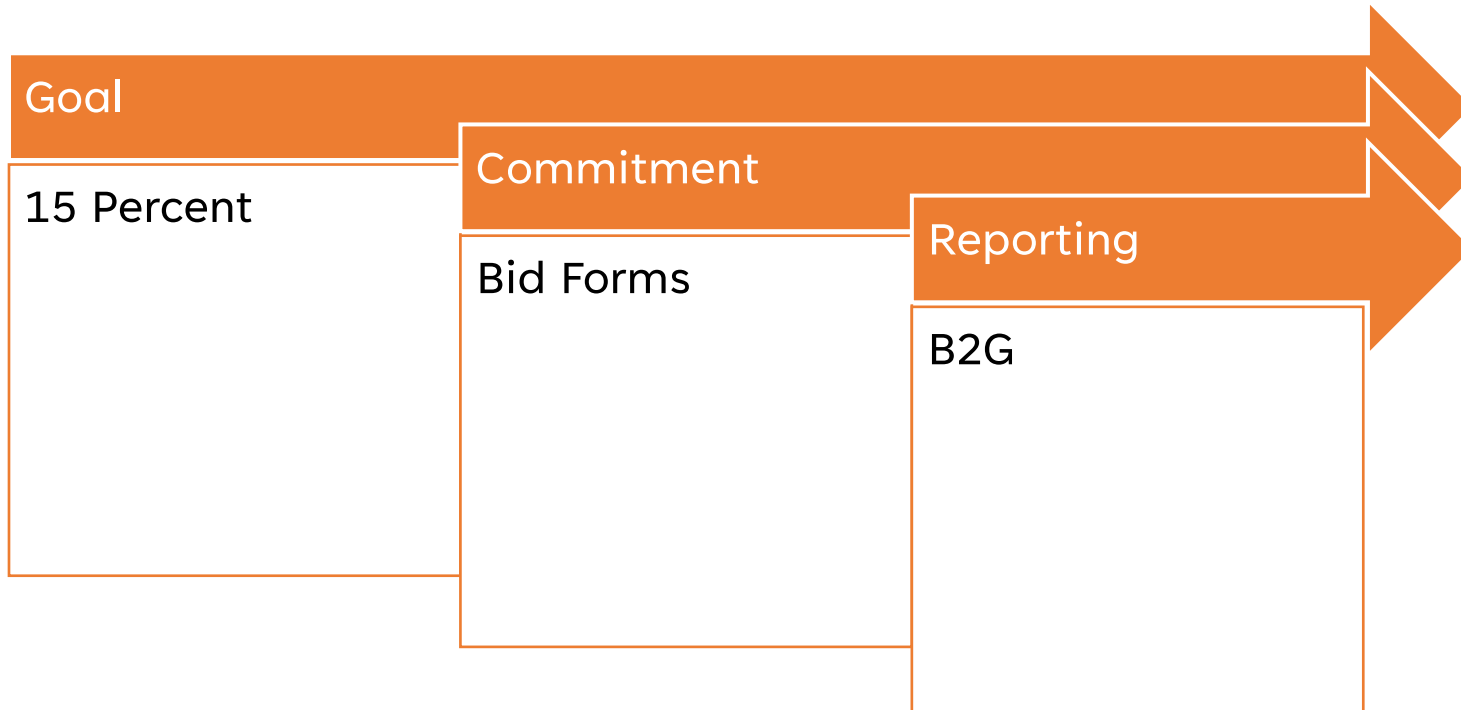 Goal
15 Percent
Commitment
Bid Forms
Reporting
B2G